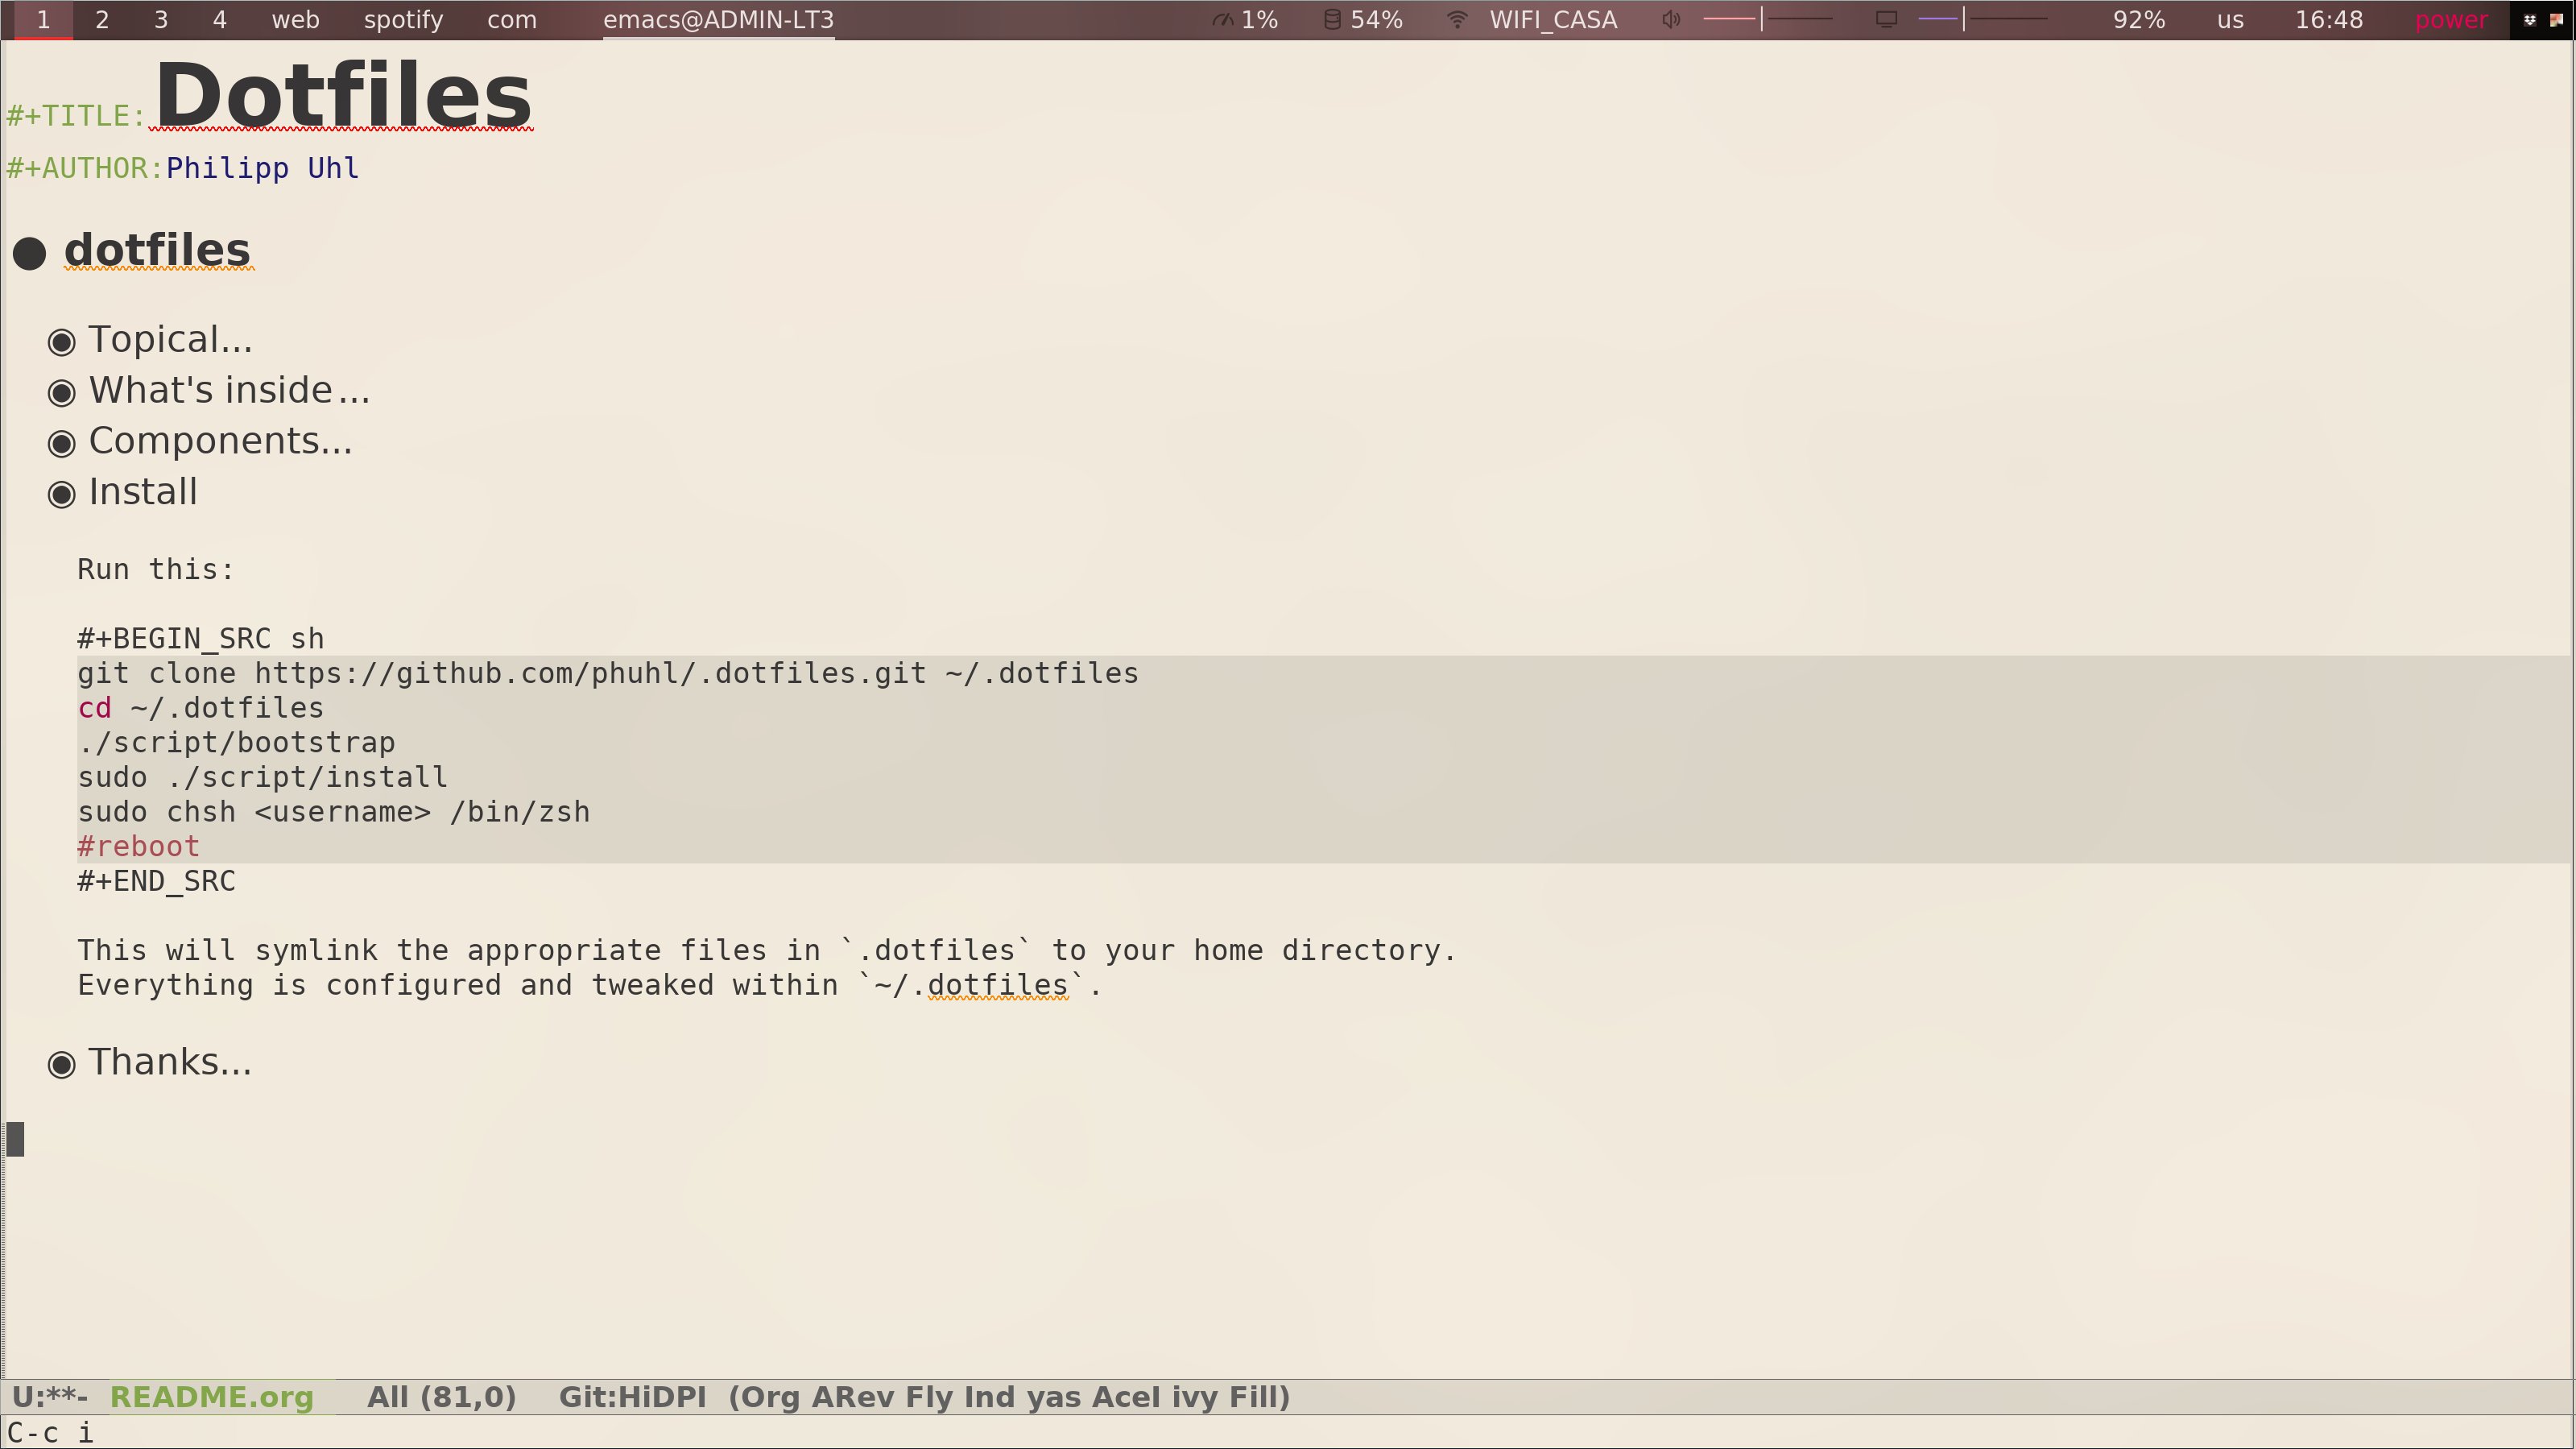 1 2 3 4 web spotify com emacs@ADMIN-LT3 1% 54% WIFI_CASA 92% us 16:48 power
#+TITLE: Dotfiles
#+AUTHOR:Philipp Uhl
● dotfiles
◉ Topical...
◉ What's inside...
◉ Components...
◉ Install
Run this:
#+BEGIN_SRC sh
git clone https://github.com/phuhl/.dotfiles.git ~/.dotfiles
cd ~/.dotfiles
./script/bootstrap
sudo ./script/install
sudo chsh <username> /bin/zsh
#reboot
#+END_SRC
This will symlink the appropriate files in `.dotfiles` to your home directory.
Everything is configured and tweaked within `~/.dotfiles`.
◉ Thanks...
U:**- README.org All (81,0) Git:HiDPI (Org ARev Fly Ind yas AceI ivy Fill)
C-c i